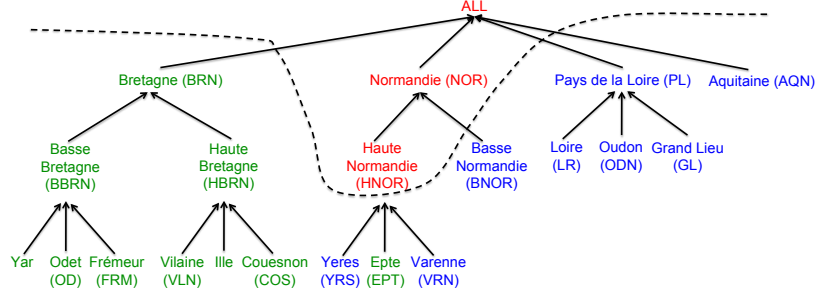 ALL
Bretagne (BRN)
Normandie (NOR)
Pays de la Loire (PL)
Aquitaine (AQN)
Basse
Bretagne
(BBRN)
Haute
Bretagne
(HBRN)
Haute
Normandie
(HNOR)
Basse
Normandie
(BNOR)
Loire
(LR)
Oudon
(ODN)
Grand Lieu
(GL)
Yar
Odet
(OD)
Frémeur
(FRM)
Vilaine
(VLN)
Ille
Couesnon
(COS)
Yeres
(YRS)
Epte
(EPT)
Varenne
(VRN)